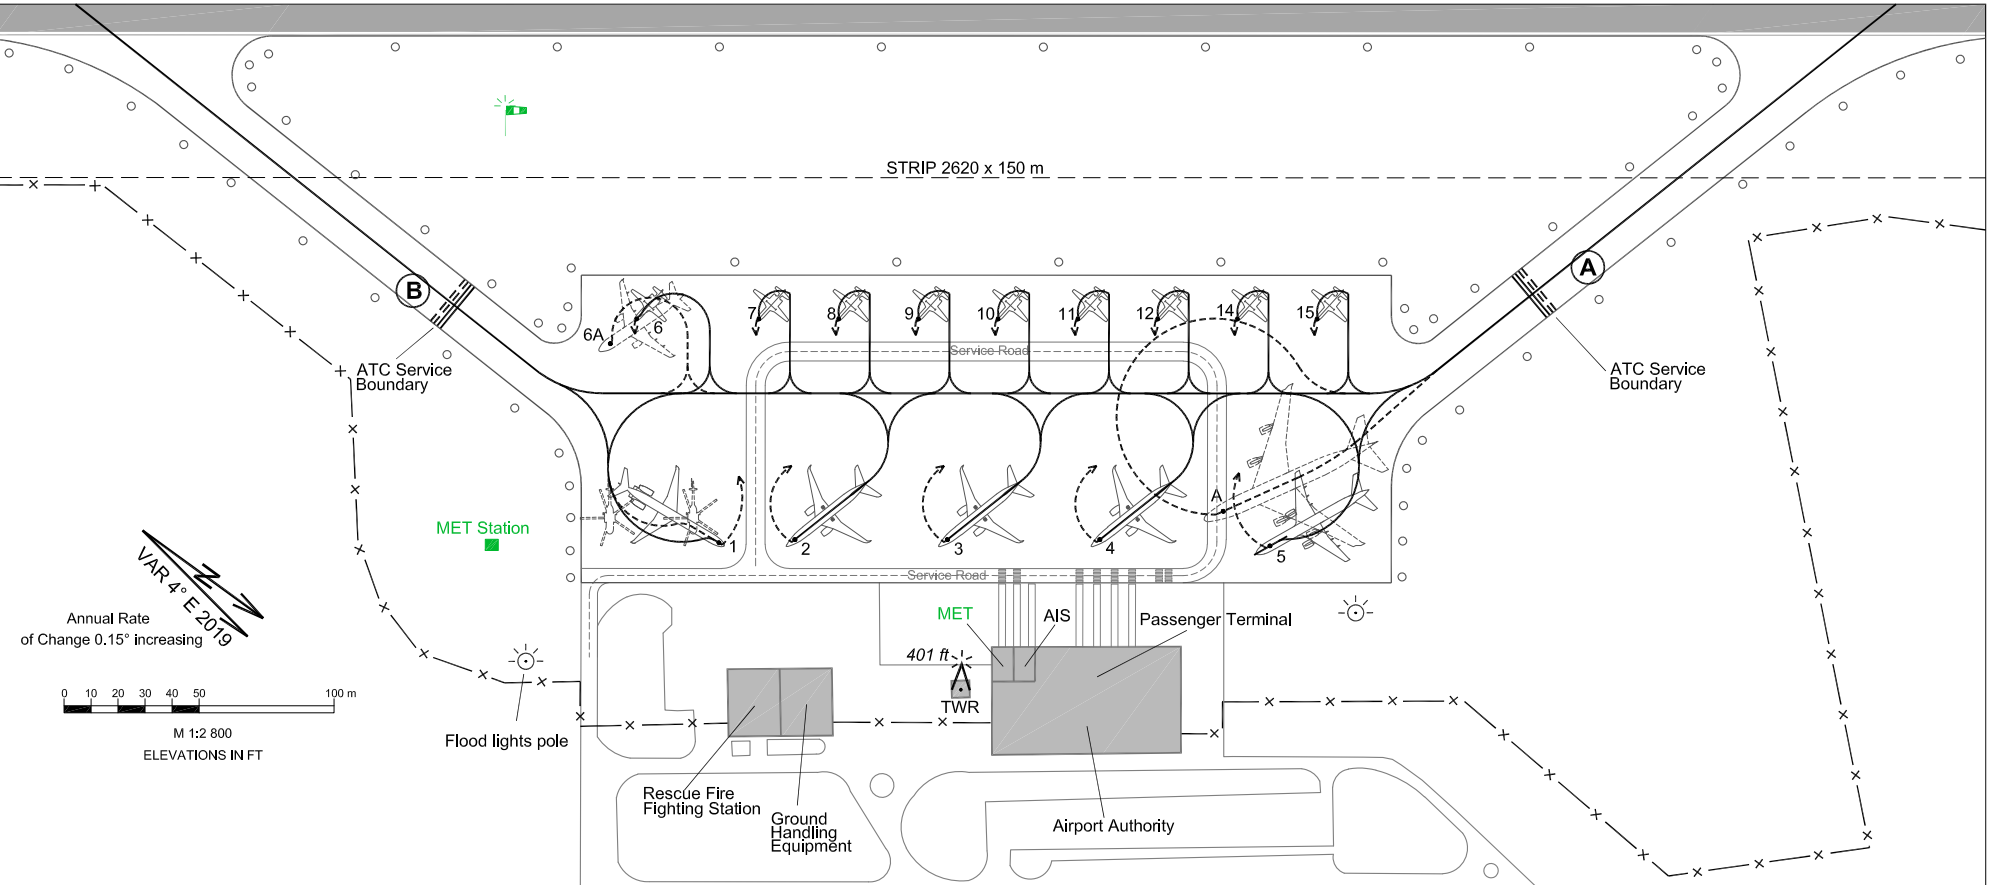 STRIP 2620 x 150 m
B
A
ATC Service
Boundary
ATC Service
Boundary
6A
6
7
8
9
10
11
12
14
15
Service Road
A
1
2
3
4
5
MET Station
N
VAR 4° E 2019
Annual Rate
of Change 0.15° increasing
0 10 20 30 40 50 100 m
M 1:2 800
ELEVATIONS IN FT
Service Road
MET
AIS
Passenger Terminal
401 ft
TWR
Flood lights pole
Rescue Fire
Fighting Station
Ground
Handling
Equipment
Airport Authority